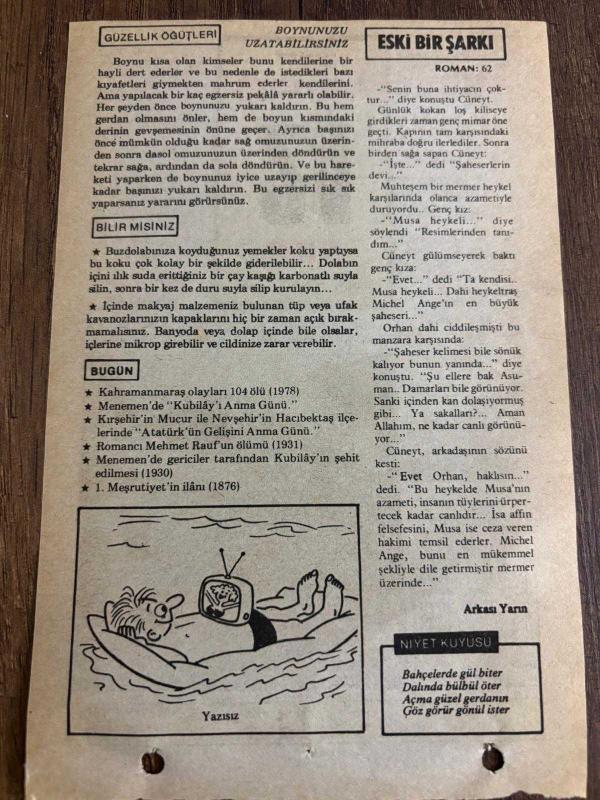 GÜZELLİK ÖĞÜTLERİ
BOYNUNUZU
UZATABİLİRSİNİZ
Boynu kısa olan kimseler bunu kendilerine bir
hayli dert ederler ve bu nedenle de istedikleri bazı
kıyafetleri giymekten mahrum ederler kendilerini.
Ama yapılacak bir kaç egzersiz pekâlâ yararlı olabilir.
Her şeyden önce boynunuzu yukarı kaldırın. Bu hem
gerdan olmasını önler, hem de boyun kısmındaki
derinin gevşemesinin önüne geçer. Ayrıca başınızı
önce mümkün olduğu kadar sağ omuzunuzun üzerin-
den sonra dasol omuzunuzun üzerinden döndürün ve
tekrar sağa, ardından da sola döndürün. Ve bu hare-
keti yaparken de boynunuz iyice uzayıp gerilinceye
kadar başınızı yukarı kaldırın. Bu egzersizi sık sık
yaparsanız yararını görürsünüz.
BİLİR MİSİNİZ
★ Buzdolabınıza koyduğunuz yemekler koku yaptıysa
bu koku çok kolay bir şekilde giderilebilir... Dolabın
içini ılık suda erittiğiniz bir çay kaşığı karbonatlı suyla
silin, sonra bir kez de duru suyla silip kurulayın...
★ İçinde makyaj malzemeniz bulunan tüp veya ufak
kavanozlarınızın kapaklarını hiç bir zaman açık bırak-
mamalısınız. Banyoda veya dolap içinde bile olsalar,
içlerine mikrop girebilir ve cildinize zarar verebilir.
BUGÜN
★ Kahramanmaraş olayları 104 ölü (1978)
★ Menemen'de "Kubilây'ı Anma Günü."
★ Kırşehir'in Mucur ile Nevşehir'in Hacıbektaş ilçe-
lerinde "Atatürk'ün Gelişini Anma Günü."
★ Romancı Mehmet Rauf'un ölümü (1931)
★ Menemen'de gericiler tarafından Kubilây'ın şehit
edilmesi (1930)
★ 1. Meşrutiyet'in ilânı (1876)
Yazısız
ESKİ BİR ŞARKI
ROMAN: 62
-"Senin buna ihtiyacın çok-
tur..." diye konuştu Cüneyt.
Günlük kokan loş kiliseye
girdikleri zaman genç mimar öne
geçti. Kapının tam karşısındaki
mihraba doğru ilerlediler. Sonra
birden sağa sapan Cüneyt:
-"İşte..." dedi "Şaheserlerin
devi..."
Muhteşem bir mermer heykel
karşılarında olanca azametiyle
duruyordu.. Genç kız:
-"Musa heykeli..." diye
söylendi "Resimlerinden tanı-
dım..."
Cüneyt gülümseyerek baktı
genç kıza:
-"Evet..." dedi "Ta kendisi..
Musa heykeli... Dahi heykeltraş
Michel Ange'ın en büyük
şaheseri..."
Orhan dahi ciddileşmişti bu
manzara karşısında:
-"Şaheser kelimesi bile sönük
kalıyor bunun yanında..." diye
konuştu. "Şu ellere bak Asu-
man.. Damarları bile görünüyor.
Sanki içinden kan dolaşıyormuş
gibi... Ya sakalları?... Aman
Allahım, ne kadar canlı görünü-
yor..."
Cüneyt, arkadaşının sözünü
kesti:
-"Evet Orhan, haklısın..."
dedi. "Bu heykelde Musa'nın
azameti, insanın tüylerini ürper-
tecek kadar canlıdır... İsa affın
felsefesini, Musa ise ceza veren
hakimi temsil ederler. Michel
Ange, bunu en mükemmel
şekliyle dile getirmiştir mermer
üzerinde..."
Arkası Yarın
NİYET KUYUSU
Bahçelerde gül biter
Dalında bülbül öter
Açma güzel gerdanın
Göz görür gönül ister